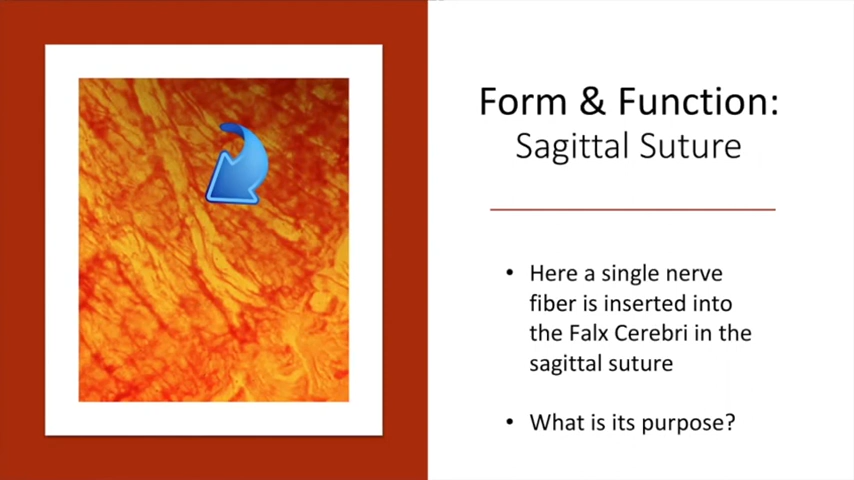 Form & Function:
Sagittal Suture
• Here a single nerve
fiber is inserted into
the Falx Cerebri in the
sagittal suture
• What is its purpose?